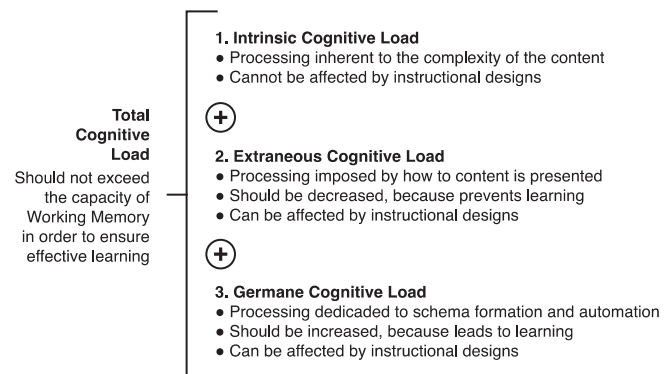 Total
Cognitive
Load
Should not exceed
the capacity of
Working Memory
in order to ensure
effective learning
1. Intrinsic Cognitive Load
● Processing inherent to the complexity of the content
● Cannot be affected by instructional designs
+
2. Extraneous Cognitive Load
● Processing imposed by how to content is presented
● Should be decreased, because prevents learning
● Can be affected by instructional designs
+
3. Germane Cognitive Load
● Processing dedicaded to schema formation and automation
● Should be increased, because leads to learning
● Can be affected by instructional designs